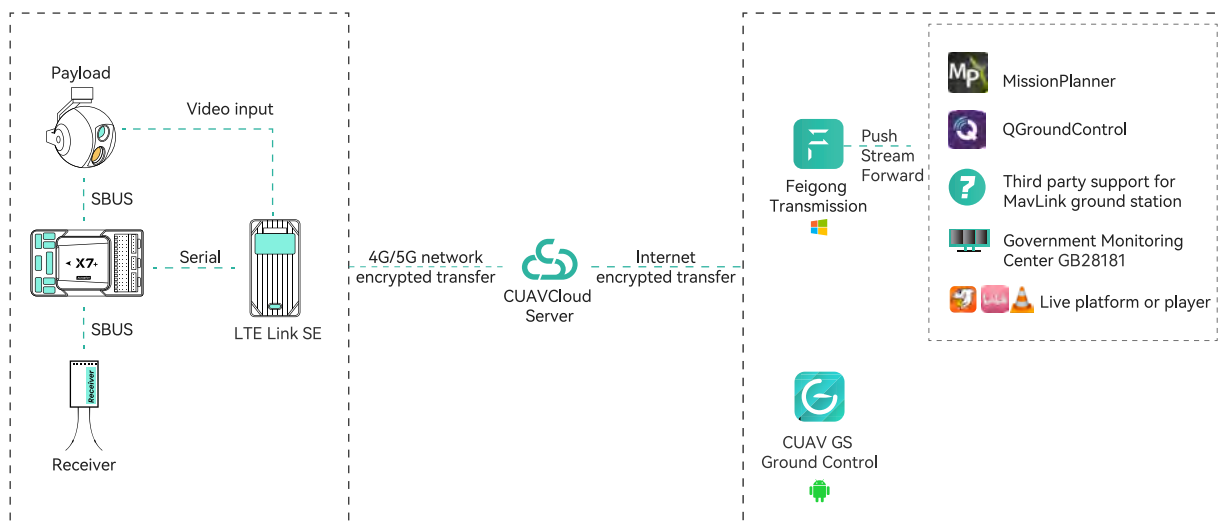 Payload
Video input
SBUS
X7+
Serial
SBUS
LTE Link SE
Receiver
Receiver
4G/5G network
encrypted transfer
CUAVCloud
Server
Internet
encrypted transfer
Feigong
Transmission
Push
Stream
Forward
MP
MissionPlanner
Q
QGroundControl
?
Third party support for
MavLink ground station
Government Monitoring
Center GB28181
Live platform or player
CUAV GS
Ground Control